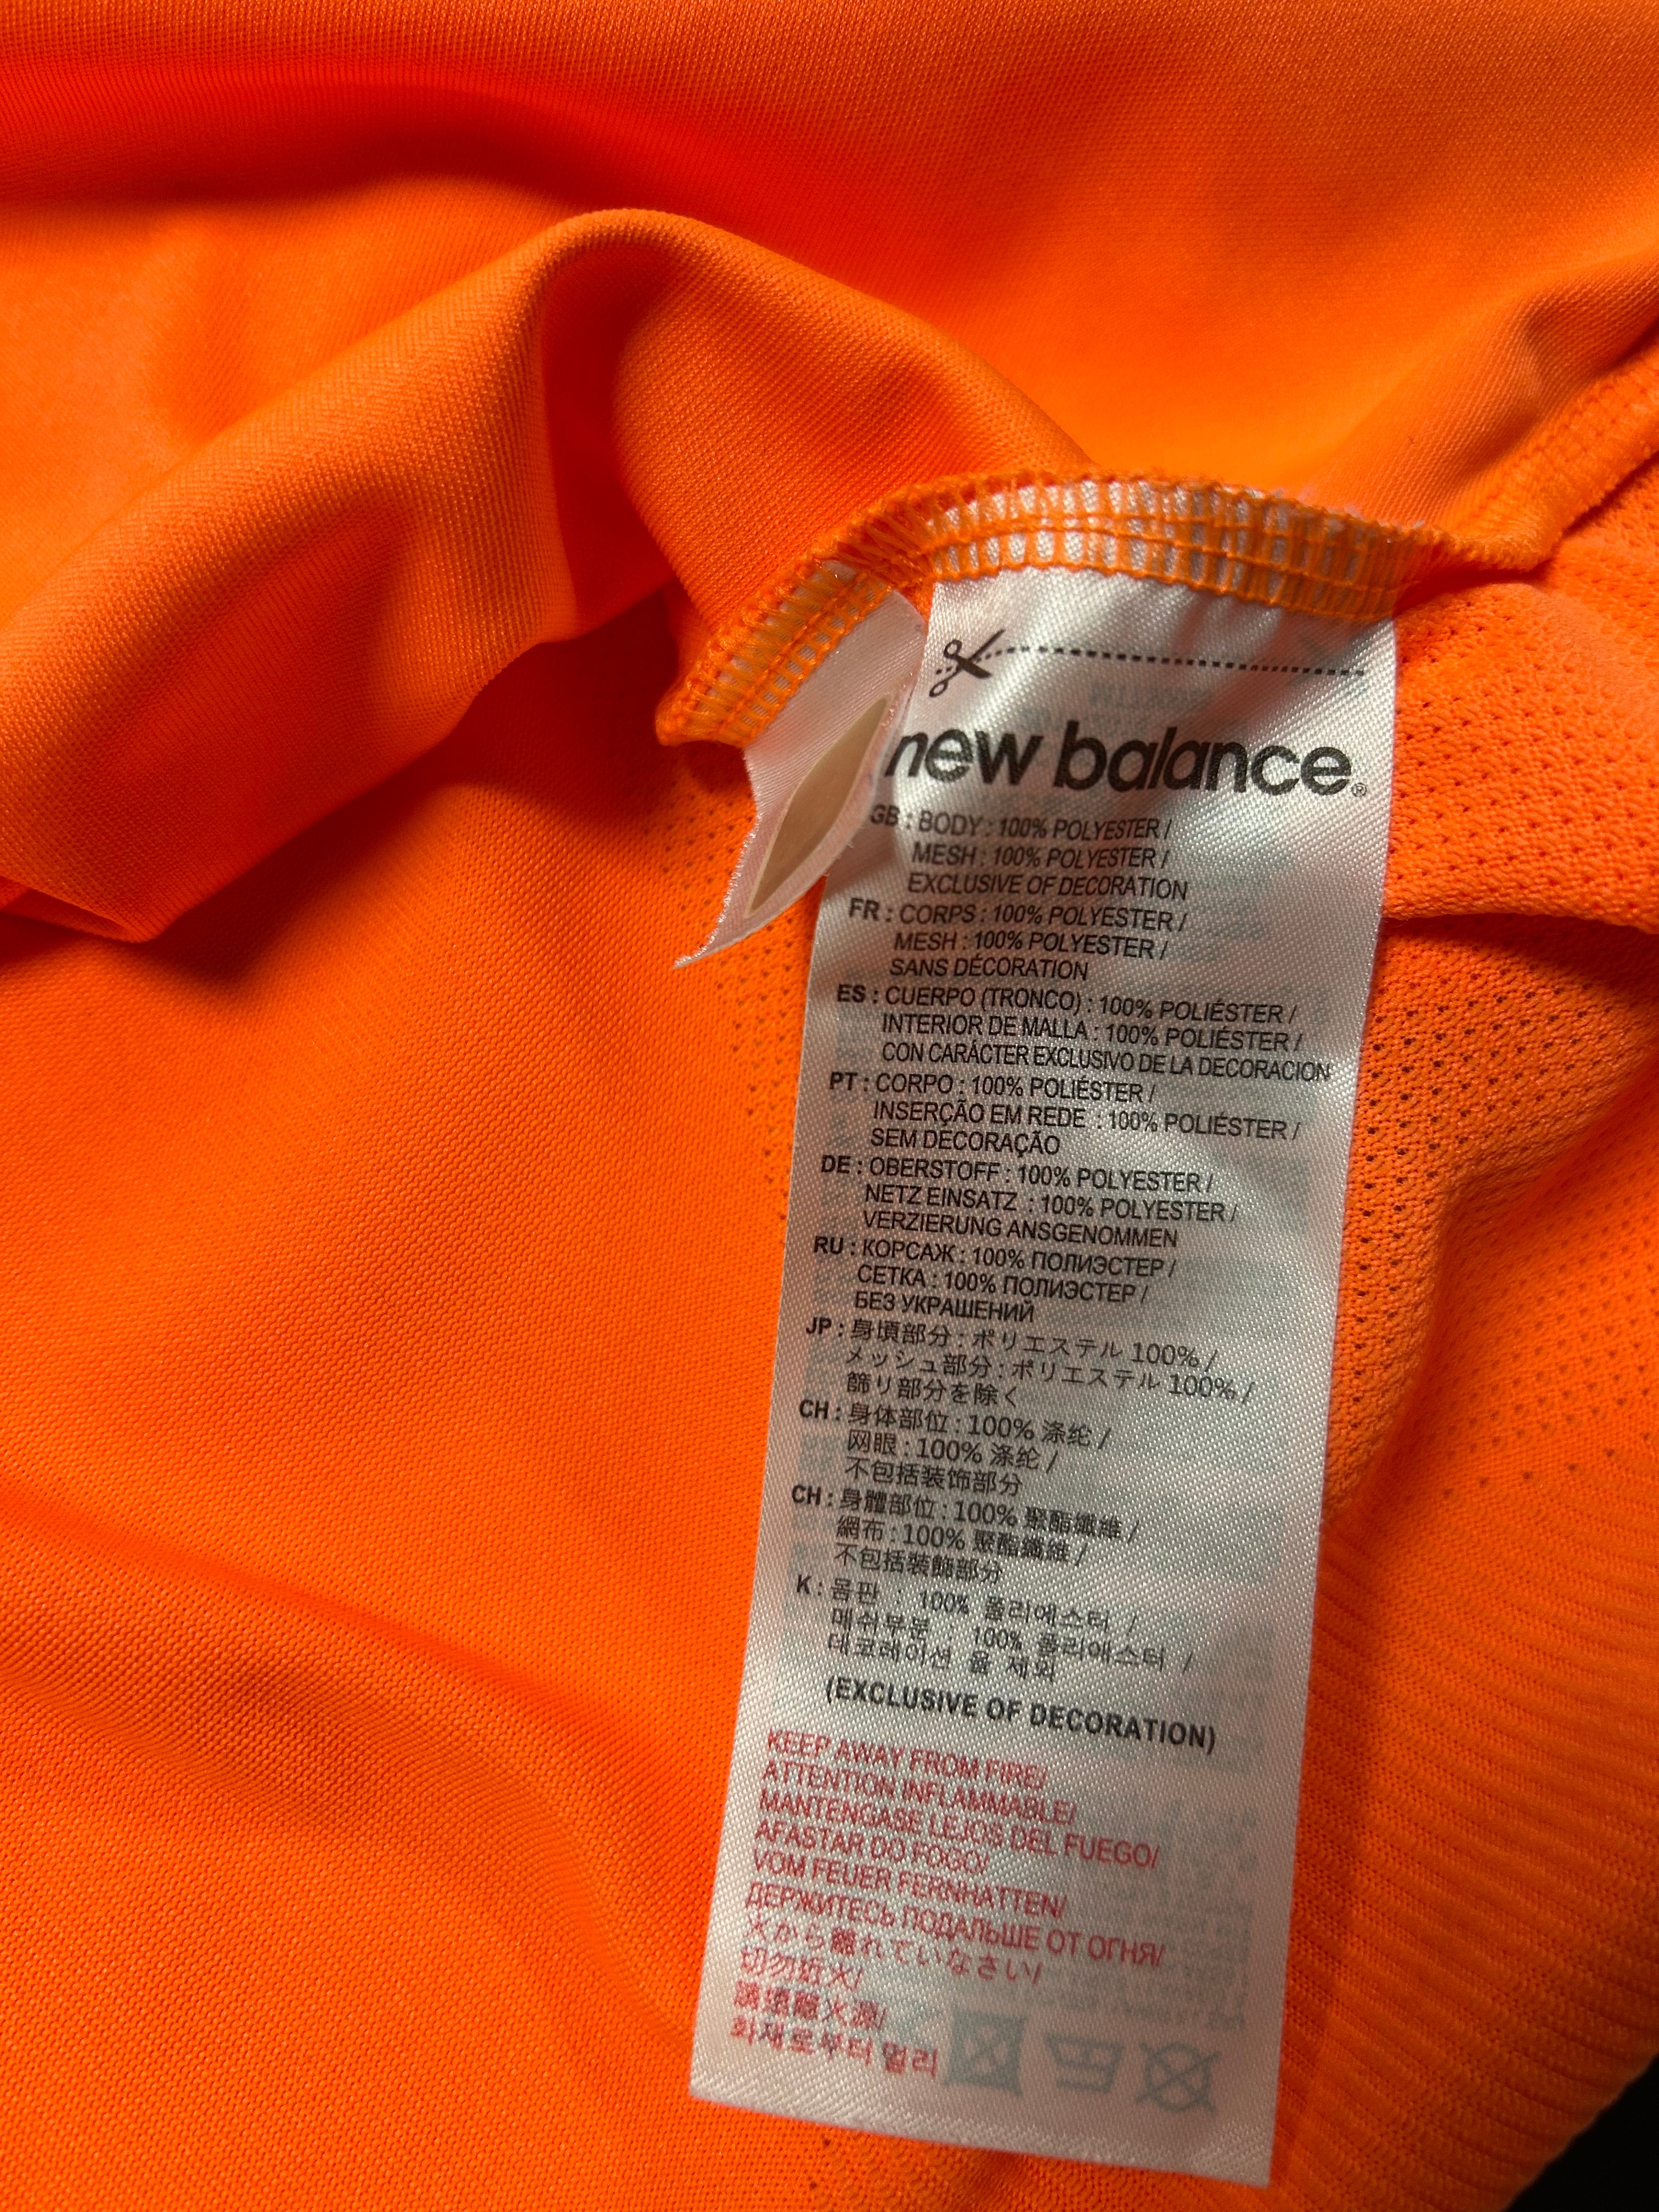 new balance®
GB : BODY : 100% POLYESTER /
MESH : 100% POLYESTER /
EXCLUSIVE OF DECORATION
FR : CORPS : 100% POLYESTER /
MESH : 100% POLYESTER /
SANS DÉCORATION
ES : CUERPO (TRONCO) : 100% POLIÉSTER /
INTERIOR DE MALLA : 100% POLIÉSTER /
CON CARÁCTER EXCLUSIVO DE LA DECORACION
PT : CORPO : 100% POLIÉSTER /
INSERÇÃO EM REDE : 100% POLIÉSTER /
SEM DECORAÇÃO
DE : OBERSTOFF : 100% POLYESTER /
NETZ EINSATZ : 100% POLYESTER /
VERZIERUNG ANSGENOMMEN
RU : КОРСАЖ : 100% ПОЛИЭСТЕР /
СЕТКА : 100% ПОЛИЭСТЕР /
БЕЗ УКРАШЕНИЙ
JP : 身頃部分 : ポリエステル 100% /
メッシュ部分 : ポリエステル 100% /
篩り部分を除く
CH : 身体部位 : 100% 涤纶 /
网眼 : 100% 涤纶 /
不包括装饰部分
CH : 身體部位 : 100% 聚酯纖維 /
網布 : 100% 聚酯纖維 /
不包括裝飾部分
K : 몸판 : 100% 폴리에스터 /
메쉬부분 100% 폴리에스터 /
데코레이션 율 제외
(EXCLUSIVE OF DECORATION)
KEEP AWAY FROM FIRE/
ATTENTION INFLAMMABLE/
MANTENGASE LEJOS DEL FUEGO/
AFASTAR DO FOGO/
VOM FEUER FERNHATTEN/
ДЕРЖИТЕСЬ ПОДАЛЬШЕ ОТ ОГНЯ/
火から離れていなさい/
切勿近火/
請遠離火源/
화재로부터 멀리